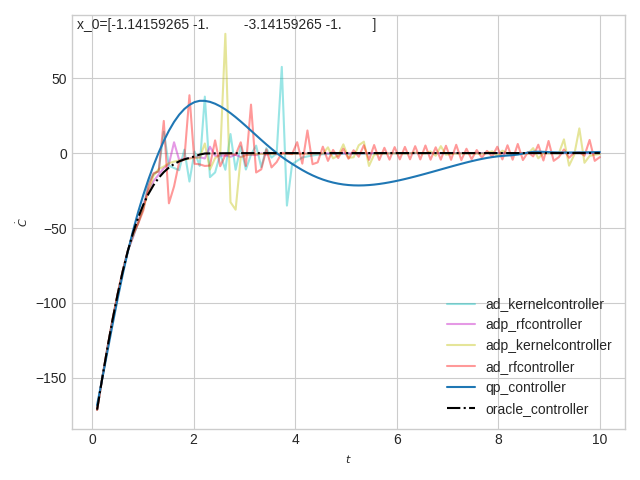 x_0=[-1.14159265 -1. -3.14159265 -1. ]
50
0
−50
−100
−150
Ċ
ad_kernelcontroller
adp_rfcontroller
adp_kernelcontroller
ad_rfcontroller
qp_controller
oracle_controller
0 2 4 6 8 10
t